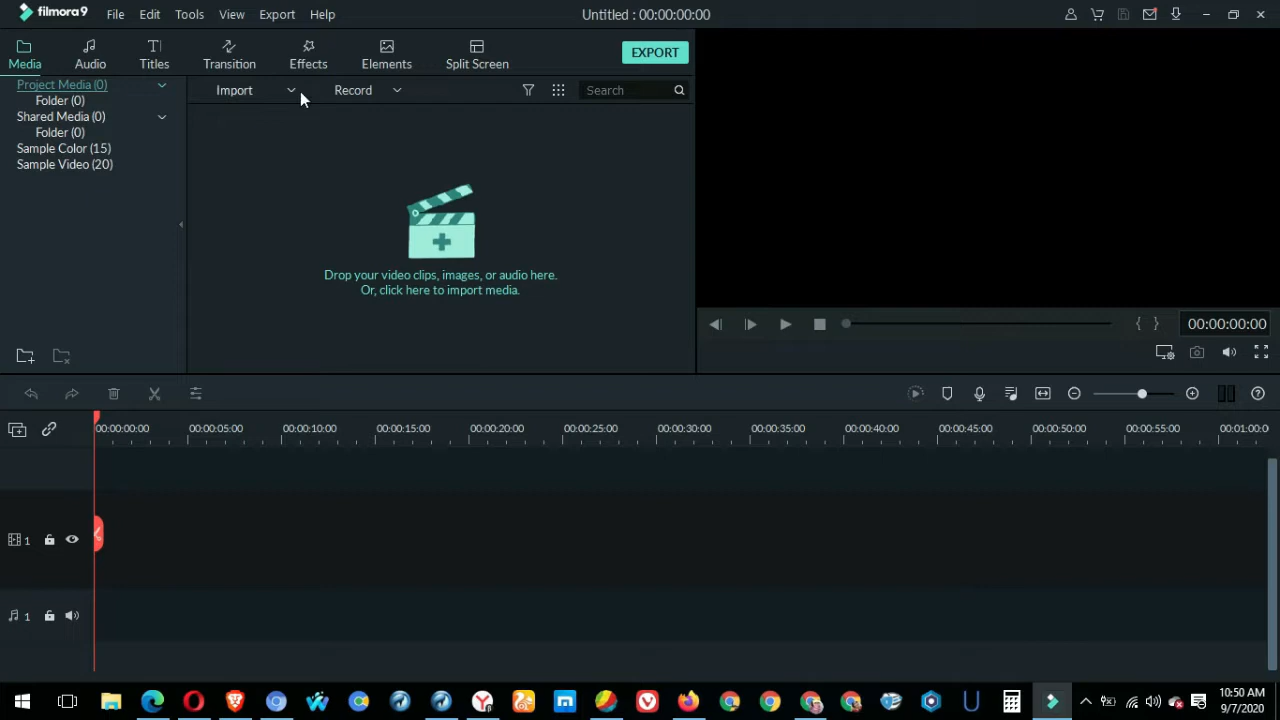 filmora9 File Edit Tools View Export Help Untitled : 00:00:00:00
Media Audio Titles Transition Effects Elements Split Screen EXPORT
Project Media (0)
Folder (0)
Shared Media (0)
Folder (0)
Sample Color (15)
Sample Video (20)
Import Record Search
Drop your video clips, images, or audio here.
Or, click here to import media.
{ } 00:00:00:00
00:00:00:00 00:00:05:00 00:00:10:00 00:00:15:00 00:00:20:00 00:00:25:00 00:00:30:00 00:00:35:00 00:00:40:00 00:00:45:00 00:00:50:00 00:00:55:00 00:01:00:0
1
1
10:50 AM
9/7/2020